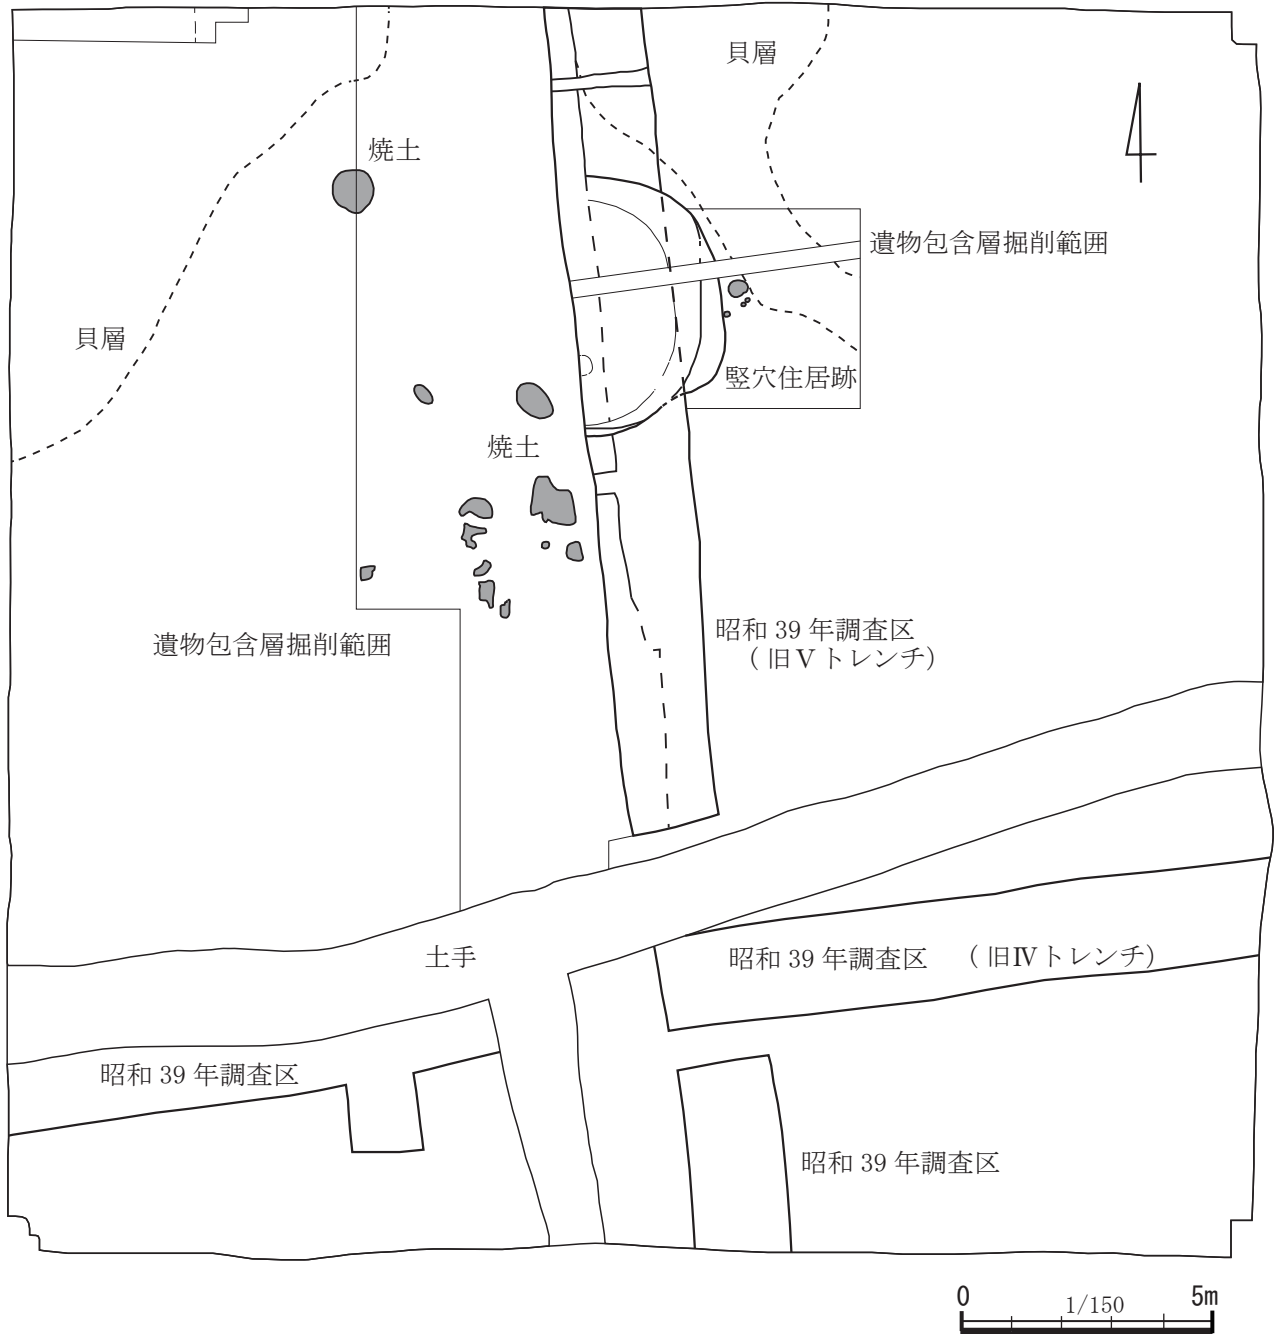 貝層
焼土
遺物包含層掘削範囲
貝層
竪穴住居跡
焼土
昭和 39 年調査区
（旧Ⅴトレンチ）
遺物包含層掘削範囲
土手
昭和 39 年調査区 （旧Ⅳトレンチ）
昭和 39 年調査区
昭和 39 年調査区
0 1/150 5m